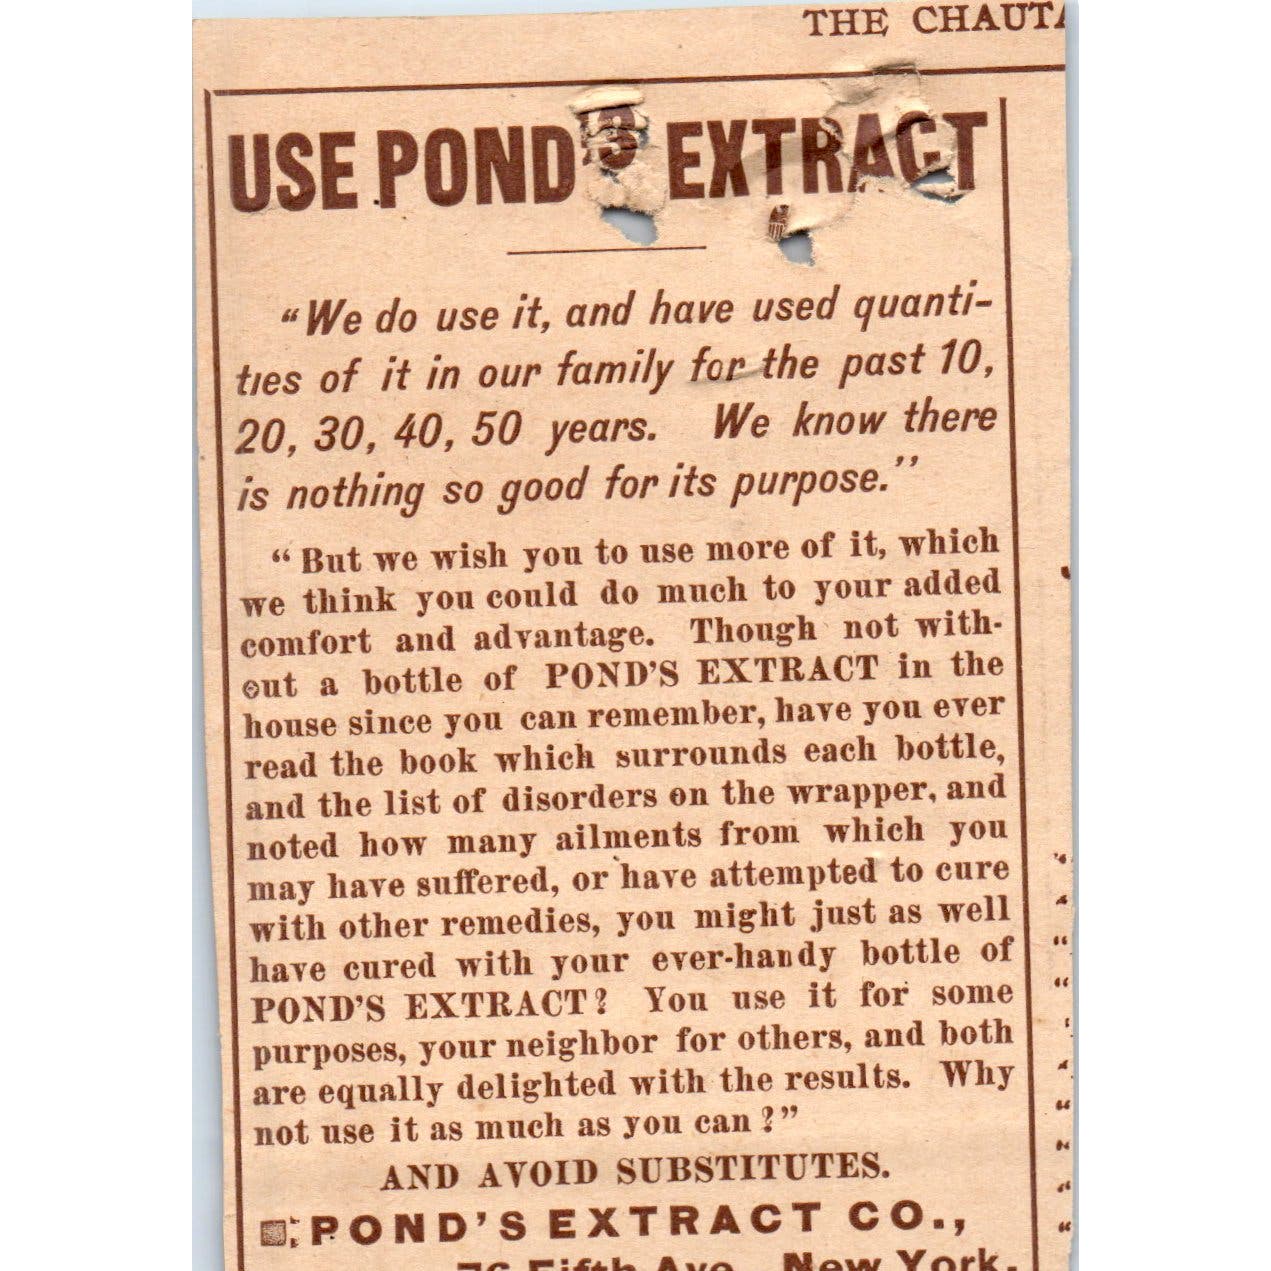 THE CHAUTA
USE POND'S EXTRACT
"We do use it, and have used quanti-
ties of it in our family for the past 10,
20, 30, 40, 50 years. We know there
is nothing so good for its purpose."
"But we wish you to use more of it, which
we think you could do much to your added
comfort and advantage. Though not with-
out a bottle of POND'S EXTRACT in the
house since you can remember, have you ever
read the book which surrounds each bottle,
and the list of disorders on the wrapper, and
noted how many ailments from which you
may have suffered, or have attempted to cure
with other remedies, you might just as well
have cured with your ever-handy bottle of
POND'S EXTRACT? You use it for some
purposes, your neighbor for others, and both
are equally delighted with the results. Why
not use it as much as you can?"
AND AVOID SUBSTITUTES.
POND'S EXTRACT CO.,
76 Fifth Ave. New York.